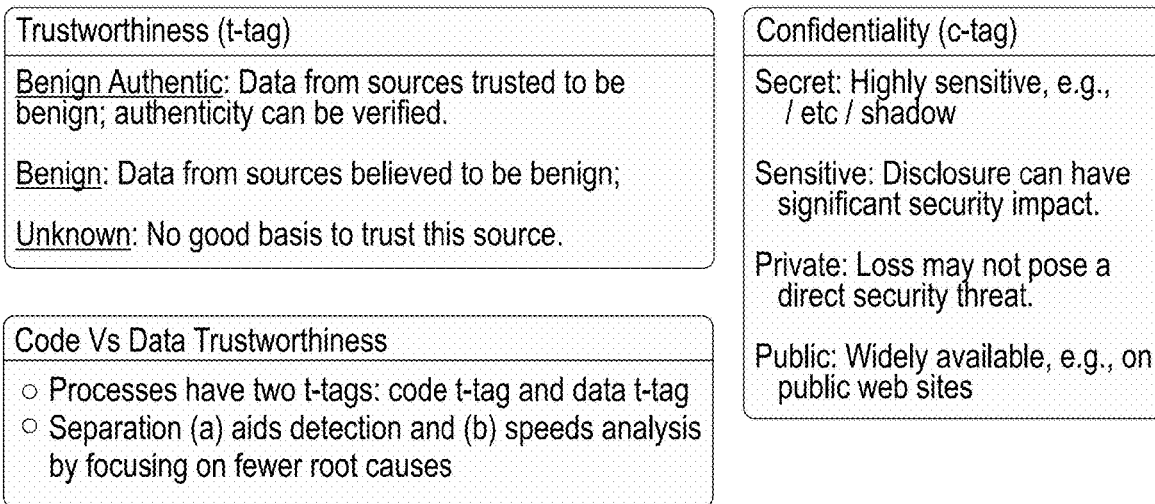 Trustworthiness (t-tag)
Benign Authentic: Data from sources trusted to be
benign; authenticity can be verified.
Benign: Data from sources believed to be benign;
Unknown: No good basis to trust this source.
Code Vs Data Trustworthiness
○ Processes have two t-tags: code t-tag and data t-tag
○ Separation (a) aids detection and (b) speeds analysis
by focusing on fewer root causes
Confidentiality (c-tag)
Secret: Highly sensitive, e.g.,
/ etc / shadow
Sensitive: Disclosure can have
significant security impact.
Private: Loss may not pose a
direct security threat.
Public: Widely available, e.g., on
public web sites